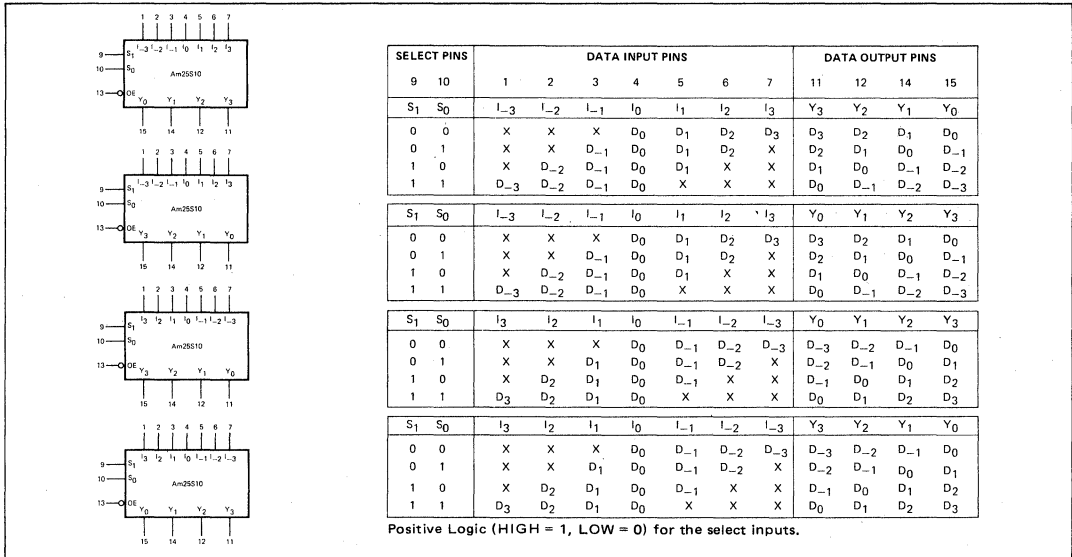 1 2 3 4 5 6 7
I₋₃ I₋₂ I₋₁ I₀ I₁ I₂ I₃
9 S₁
10 S₀
Am25S10
13 OE
Y₀ Y₁ Y₂ Y₃
15 14 12 11
1 2 3 4 5 6 7
I₋₃ I₋₂ I₋₁ I₀ I₁ I₂ I₃
9 S₁
10 S₀
Am25S10
13 OE
Y₃ Y₂ Y₁ Y₀
15 14 12 11
1 2 3 4 5 6 7
I₃ I₂ I₁ I₀ I₋₁ I₋₂ I₋₃
9 S₁
10 S₀
Am25S10
13 OE
Y₃ Y₂ Y₁ Y₀
15 14 12 11
1 2 3 4 5 6 7
I₃ I₂ I₁ I₀ I₋₁ I₋₂ I₋₃
9 S₁
10 S₀
Am25S10
13 OE
Y₀ Y₁ Y₂ Y₃
15 14 12 11
SELECT PINS DATA INPUT PINS DATA OUTPUT PINS
9 10 1 2 3 4 5 6 7 11 12 14 15
S₁ S₀ I₋₃ I₋₂ I₋₁ I₀ I₁ I₂ I₃ Y₃ Y₂ Y₁ Y₀
0 0 X X X D₀ D₁ D₂ D₃ D₃ D₂ D₁ D₀
0 1 X X D₋₁ D₀ D₁ D₂ X D₂ D₁ D₀ D₋₁
1 0 X D₋₂ D₋₁ D₀ D₁ X X D₁ D₀ D₋₁ D₋₂
1 1 D₋₃ D₋₂ D₋₁ D₀ X X X D₀ D₋₁ D₋₂ D₋₃
S₁ S₀ I₋₃ I₋₂ I₋₁ I₀ I₁ I₂ I₃ Y₀ Y₁ Y₂ Y₃
0 0 X X X D₀ D₁ D₂ D₃ D₃ D₂ D₁ D₀
0 1 X X D₋₁ D₀ D₁ D₂ X D₂ D₁ D₀ D₋₁
1 0 X D₋₂ D₋₁ D₀ D₁ X X D₁ D₀ D₋₁ D₋₂
1 1 D₋₃ D₋₂ D₋₁ D₀ X X X D₀ D₋₁ D₋₂ D₋₃
S₁ S₀ I₃ I₂ I₁ I₀ I₋₁ I₋₂ I₋₃ Y₀ Y₁ Y₂ Y₃
0 0 X X X D₀ D₋₁ D₋₂ D₋₃ D₋₃ D₋₂ D₋₁ D₀
0 1 X X D₁ D₀ D₋₁ D₋₂ X D₋₂ D₋₁ D₀ D₁
1 0 X D₂ D₁ D₀ D₋₁ X X D₋₁ D₀ D₁ D₂
1 1 D₃ D₂ D₁ D₀ X X X D₀ D₁ D₂ D₃
S₁ S₀ I₃ I₂ I₁ I₀ I₋₁ I₋₂ I₋₃ Y₃ Y₂ Y₁ Y₀
0 0 X X X D₀ D₋₁ D₋₂ D₋₃ D₋₃ D₋₂ D₋₁ D₀
0 1 X X D₁ D₀ D₋₁ D₋₂ X D₋₂ D₋₁ D₀ D₁
1 0 X D₂ D₁ D₀ D₋₁ X X D₋₁ D₀ D₁ D₂
1 1 D₃ D₂ D₁ D₀ X X X D₀ D₁ D₂ D₃
Positive Logic (HIGH = 1, LOW = 0) for the select inputs.